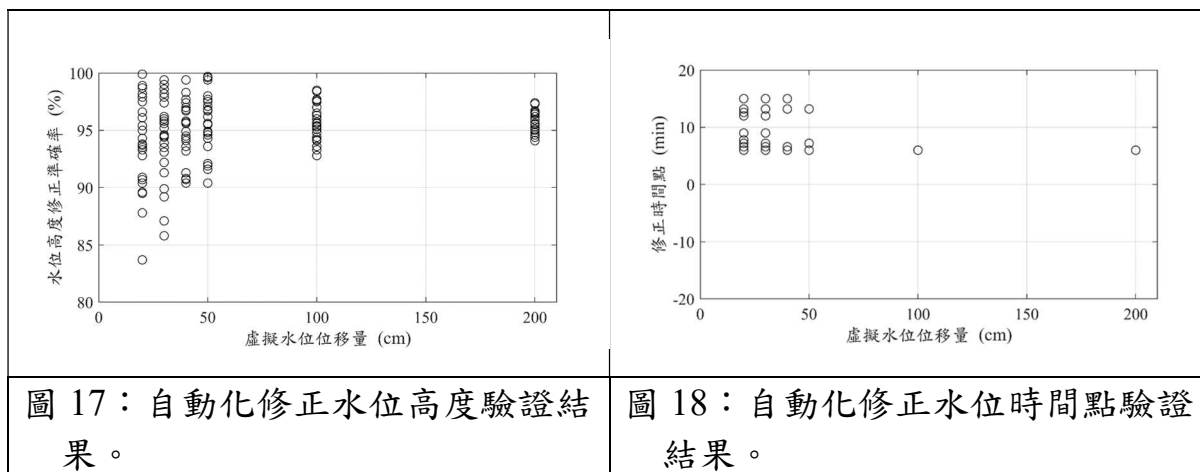 100
95
90
85
80
0
50
100
150
200
水位高度修正準確率 (%)
虛擬水位位移量 (cm)
20
10
0
-10
-20
0
50
100
150
200
修正時間點 (min)
虛擬水位位移量 (cm)
圖 17：自動化修正水位高度驗証結
果。
圖 18：自動化修正水位時間點驗證
結果。